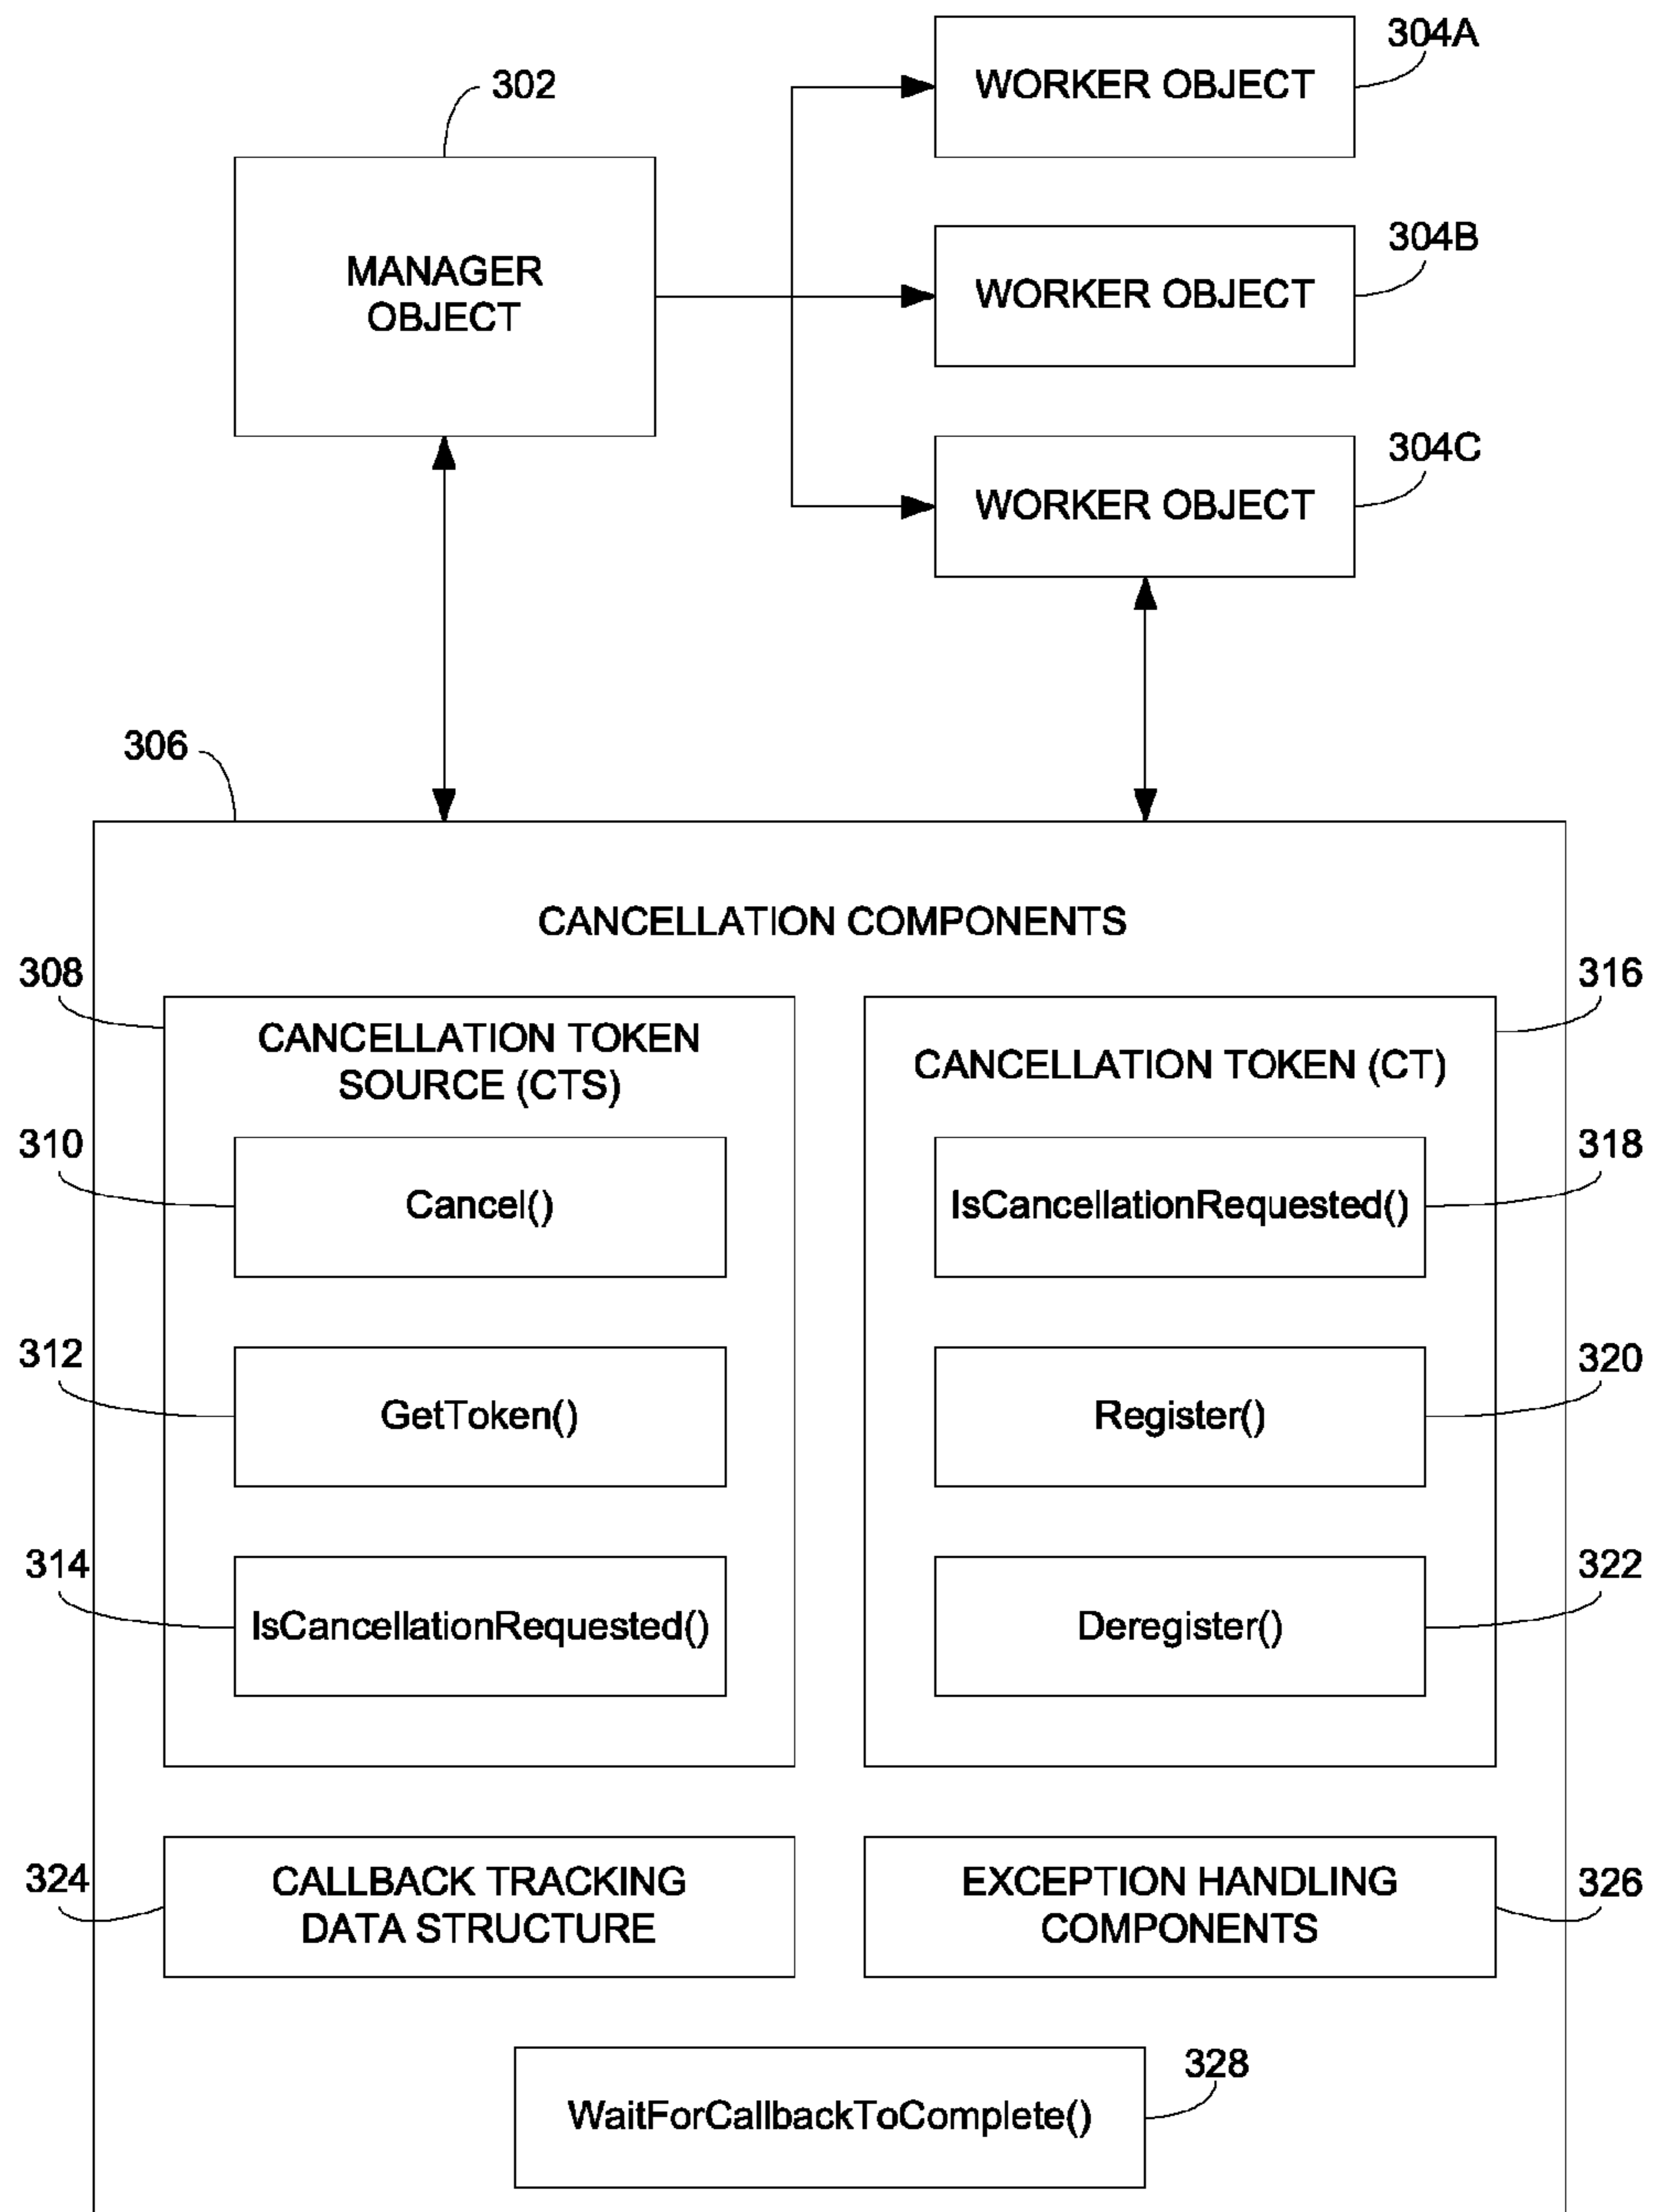 304A
WORKER OBJECT
302
304B
MANAGER
OBJECT
WORKER OBJECT
304C
WORKER OBJECT
306
CANCELLATION COMPONENTS
308
316
CANCELLATION TOKEN
SOURCE (CTS)
CANCELLATION TOKEN (CT)
310
318
Cancel()
IsCancellationRequested()
312
320
GetToken()
Register()
314
322
IsCancellationRequested()
Deregister()
324
CALLBACK TRACKING
DATA STRUCTURE
EXCEPTION HANDLING
COMPONENTS
326
328
WaitForCallbackToComplete()